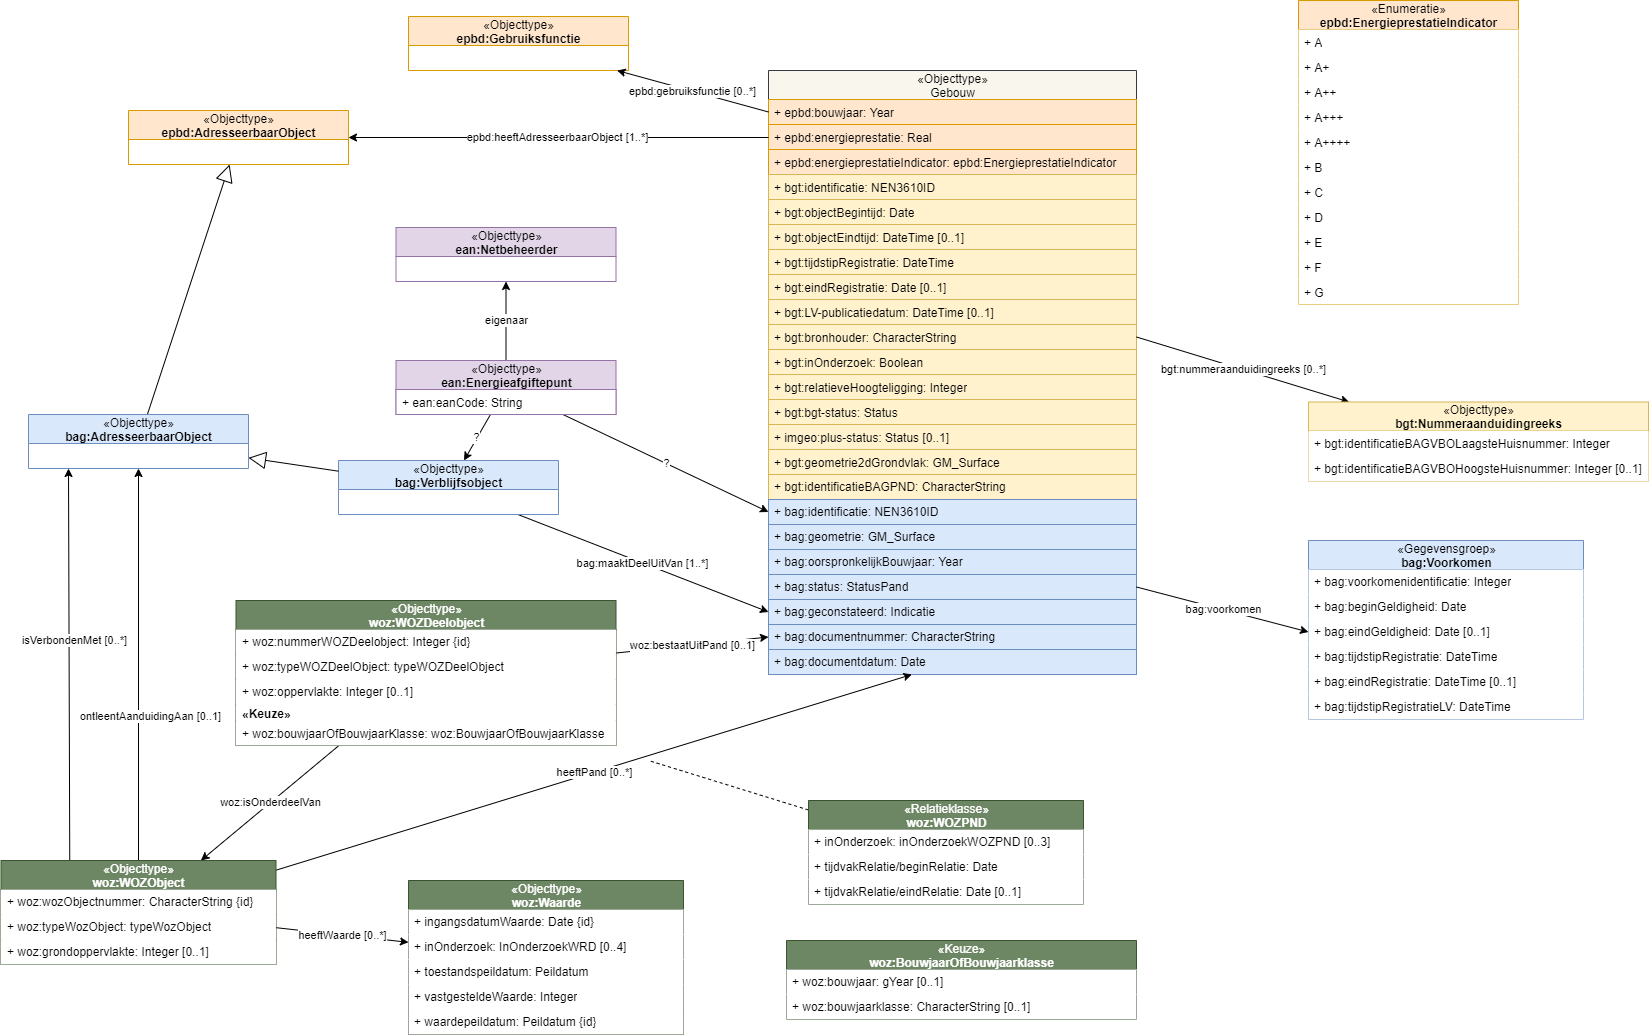 «Objecttype»
epbd:Gebruiksfunctie
«Enumeratie»
epbd:EnergieprestatieIndicator
+ A
+ A+
+ A++
+ A+++
+ A++++
+ B
+ C
+ D
+ E
+ F
+ G
epbd:gebruiksfunctie [0..*]
«Objecttype»
Gebouw
+ epbd:bouwjaar: Year
+ epbd:energieprestatie: Real
+ epbd:energieprestatieIndicator: epbd:EnergieprestatieIndicator
+ bgt:identificatie: NEN3610ID
+ bgt:objectBegintijd: Date
+ bgt:objectEindtijd: DateTime [0..1]
+ bgt:tijdstipRegistratie: DateTime
+ bgt:eindRegistratie: Date [0..1]
+ bgt:LV-publicatiedatum: DateTime [0..1]
+ bgt:bronhouder: CharacterString
+ bgt:inOnderzoek: Boolean
+ bgt:relatieveHoogteligging: Integer
+ bgt:bgt-status: Status
+ imgeo:plus-status: Status [0..1]
+ bgt:geometrie2dGrondvlak: GM_Surface
+ bgt:identificatieBAGPND: CharacterString
+ bag:identificatie: NEN3610ID
+ bag:geometrie: GM_Surface
+ bag:oorspronkelijkBouwjaar: Year
+ bag:status: StatusPand
+ bag:geconstateerd: Indicatie
+ bag:documentnummer: CharacterString
+ bag:documentdatum: Date
«Objecttype»
epbd:AdresseerbaarObject
epbd:heeftAdresseerbaarObject [1..*]
«Objecttype»
ean:Netbeheerder
eigenaar
«Objecttype»
ean:Energieafgiftepunt
+ ean:eanCode: String
?
?
bgt:nummeraanduidingreeks [0..*]
«Objecttype»
bgt:Nummeraanduidingreeks
+ bgt:identificatieBAGVBOLaagsteHuisnummer: Integer
+ bgt:identificatieBAGVBOHoogsteHuisnummer: Integer [0..1]
«Objecttype»
bag:AdresseerbaarObject
«Objecttype»
bag:Verblijfsobject
bag:maaktDeelUitVan [1..*]
bag:voorkomen
«Gegevensgroep»
bag:Voorkomen
+ bag:voorkomenidentificatie: Integer
+ bag:beginGeldigheid: Date
+ bag:eindGeldigheid: Date [0..1]
+ bag:tijdstipRegistratie: DateTime
+ bag:eindRegistratie: DateTime [0..1]
+ bag:tijdstipRegistratieLV: DateTime
«Objecttype»
woz:WOZDeelobject
+ woz:nummerWOZDeelobject: Integer {id}
+ woz:typeWOZDeelObject: typeWOZDeelObject
+ woz:oppervlakte: Integer [0..1]
«Keuze»
+ woz:bouwjaarOfBouwjaarKlasse: woz:BouwjaarOfBouwjaarKlasse
woz:bestaatUitPand [0..1]
isVerbondenMet [0..*]
ontleentAanduidingAan [0..1]
woz:isOnderdeelVan
heeftPand [0..*]
«Relatieklasse»
woz:WOZPND
+ inOnderzoek: inOnderzoekWOZPND [0..3]
+ tijdvakRelatie/beginRelatie: Date
+ tijdvakRelatie/eindRelatie: Date [0..1]
«Objecttype»
woz:WOZObject
+ woz:wozObjectnummer: CharacterString {id}
+ woz:typeWozObject: typeWozObject
+ woz:grondoppervlakte: Integer [0..1]
heeftWaarde [0..*]
«Objecttype»
woz:Waarde
+ ingangsdatumWaarde: Date {id}
+ inOnderzoek: InOnderzoekWRD [0..4]
+ toestandspeildatum: Peildatum
+ vastgesteldeWaarde: Integer
+ waardepeildatum: Peildatum {id}
«Keuze»
woz:BouwjaarOfBouwjaarklasse
+ woz:bouwjaar: gYear [0..1]
+ woz:bouwjaarklasse: CharacterString [0..1]